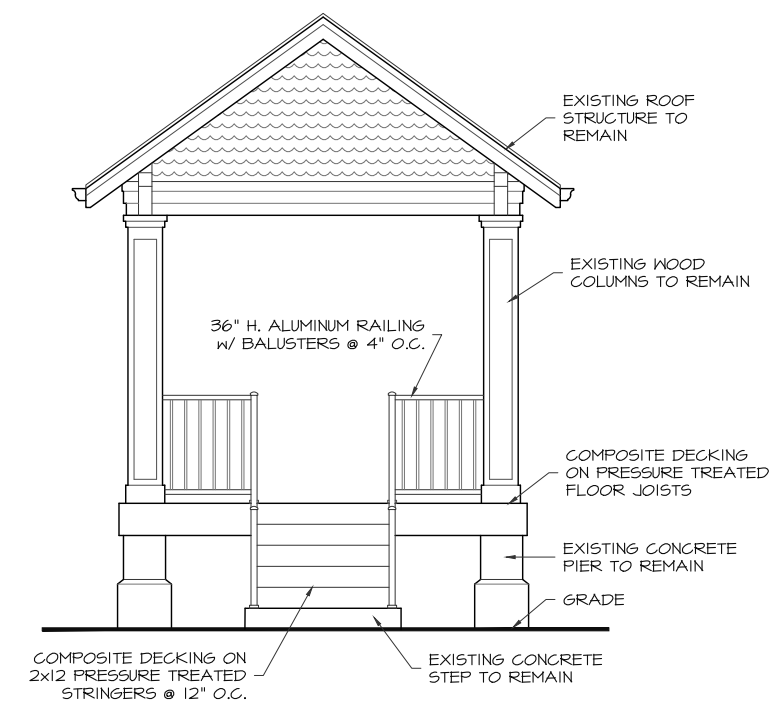 EXISTING ROOF
STRUCTURE TO
REMAIN
EXISTING WOOD
COLUMNS TO REMAIN
36" H. ALUMINUM RAILING
W/ BALUSTERS @ 4" O.C.
COMPOSITE DECKING
ON PRESSURE TREATED
FLOOR JOISTS
EXISTING CONCRETE
PIER TO REMAIN
GRADE
COMPOSITE DECKING ON
2x12 PRESSURE TREATED
STRINGERS @ 12" O.C.
EXISTING CONCRETE
STEP TO REMAIN